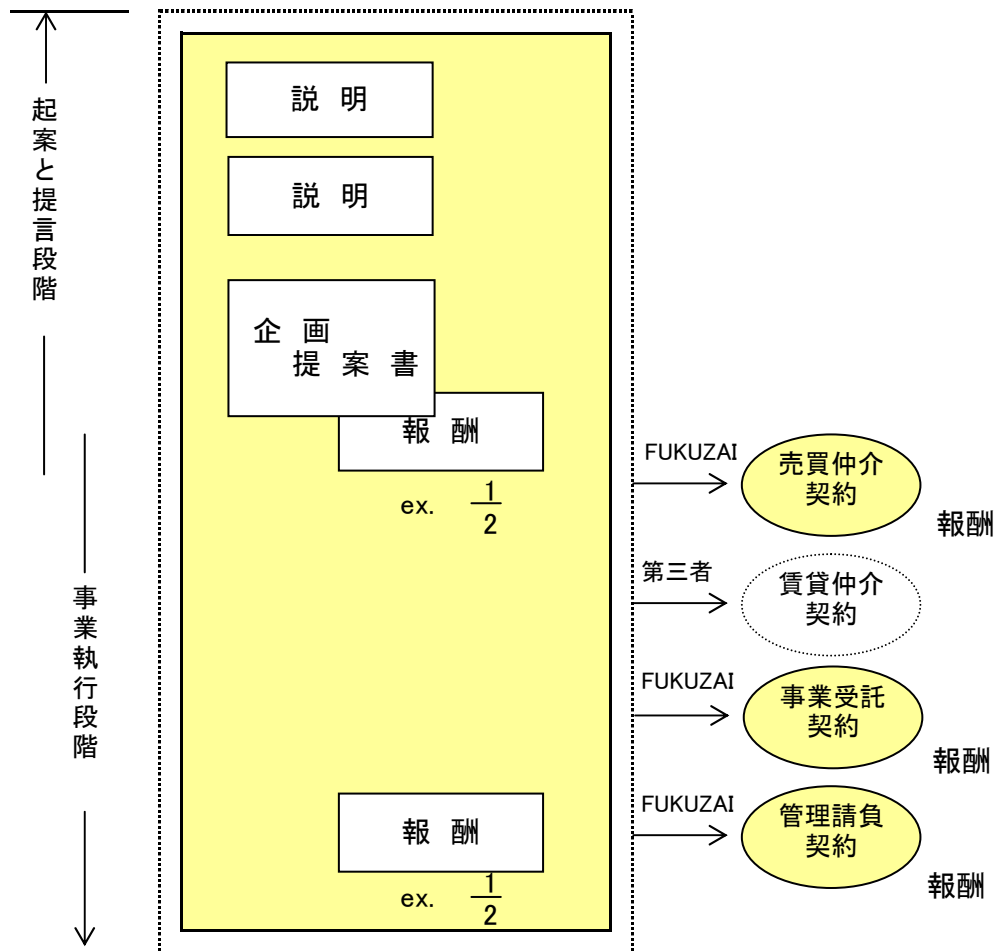 起案と提言段階
事業執行段階
説 明
説 明
企 画
提 案 書
報 酬
ex. 1/2
報 酬
ex. 1/2
FUKUZAI
売買仲介
契約
報酬
第三者
賃貸仲介
契約
FUKUZAI
事業受託
契約
報酬
FUKUZAI
管理請負
契約
報酬